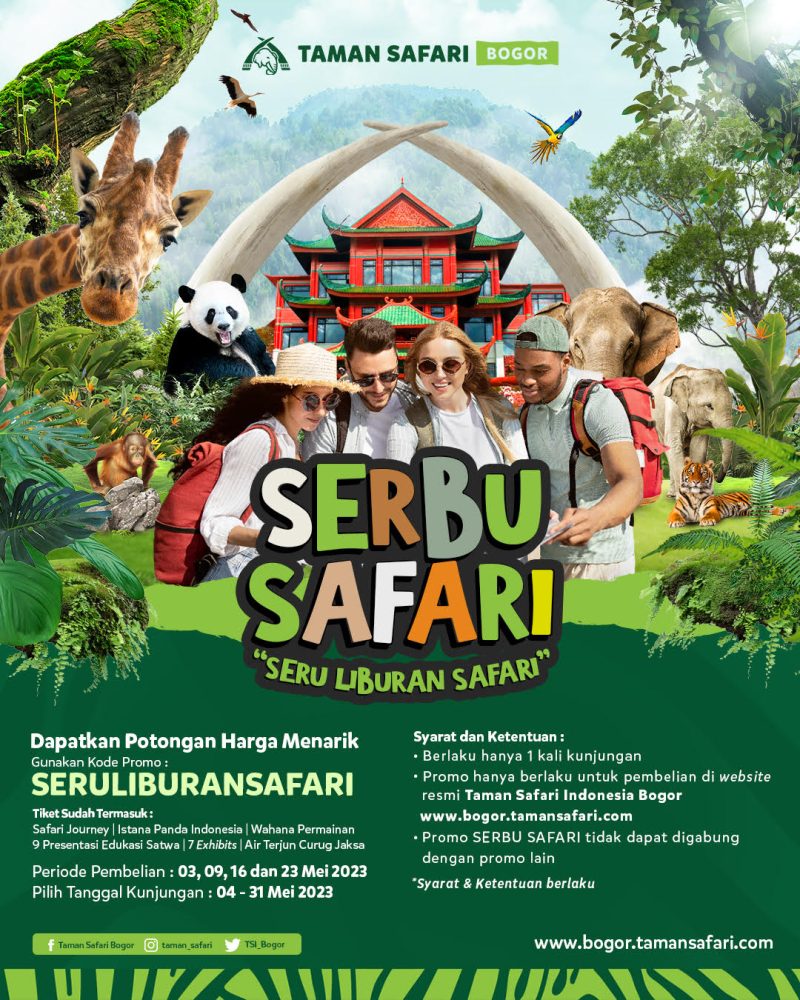 TAMAN SAFARI BOGOR
SERBU
SAFARI
“SERU LIBURAN SAFARI”
Dapatkan Potongan Harga Menarik
Gunakan Kode Promo :
SERULIBURANSAFARI
Tiket Sudah Termasuk :
Safari Journey | Istana Panda Indonesia | Wahana Permainan
9 Presentasi Edukasi Satwa | 7 Exhibits | Air Terjun Curug Jaksa
Periode Pembelian : 03, 09, 16 dan 23 Mei 2023
Pilih Tanggal Kunjungan : 04 - 31 Mei 2023
Syarat dan Ketentuan :
• Berlaku hanya 1 kali kunjungan
• Promo hanya berlaku untuk pembelian di website
resmi Taman Safari Indonesia Bogor
www.bogor.tamansafari.com
• Promo SERBU SAFARI tidak dapat digabung
dengan promo lain
*Syarat & Ketentuan berlaku
Taman Safari Bogor taman_safari TSI_Bogor
www.bogor.tamansafari.com